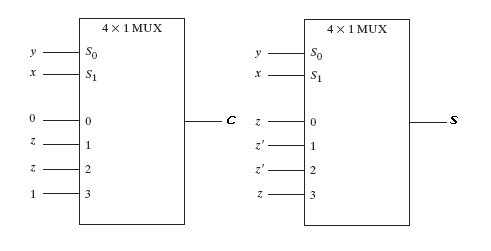 4 × 1 MUX
y S0
x S1
0 0
z 1
z 2
1 3
C
4 × 1 MUX
y S0
x S1
z 0
z' 1
z' 2
z 3
S